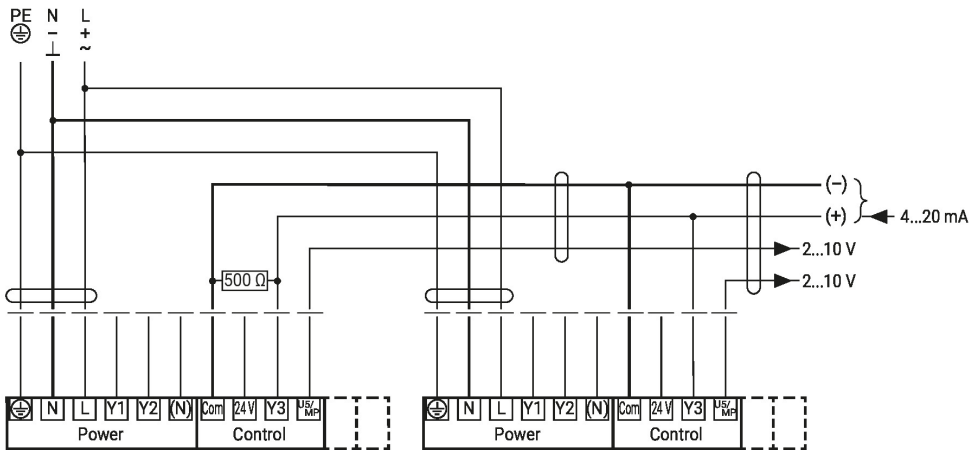 PE N L
− +
⊥ ~
(−)
(+) 4...20 mA
2...10 V
500 Ω 2...10 V
N L Y1 Y2 (N) Com 24 V Y3 U5/MP N L Y1 Y2 (N) Com 24 V Y3 U5/MP
Power Control Power Control